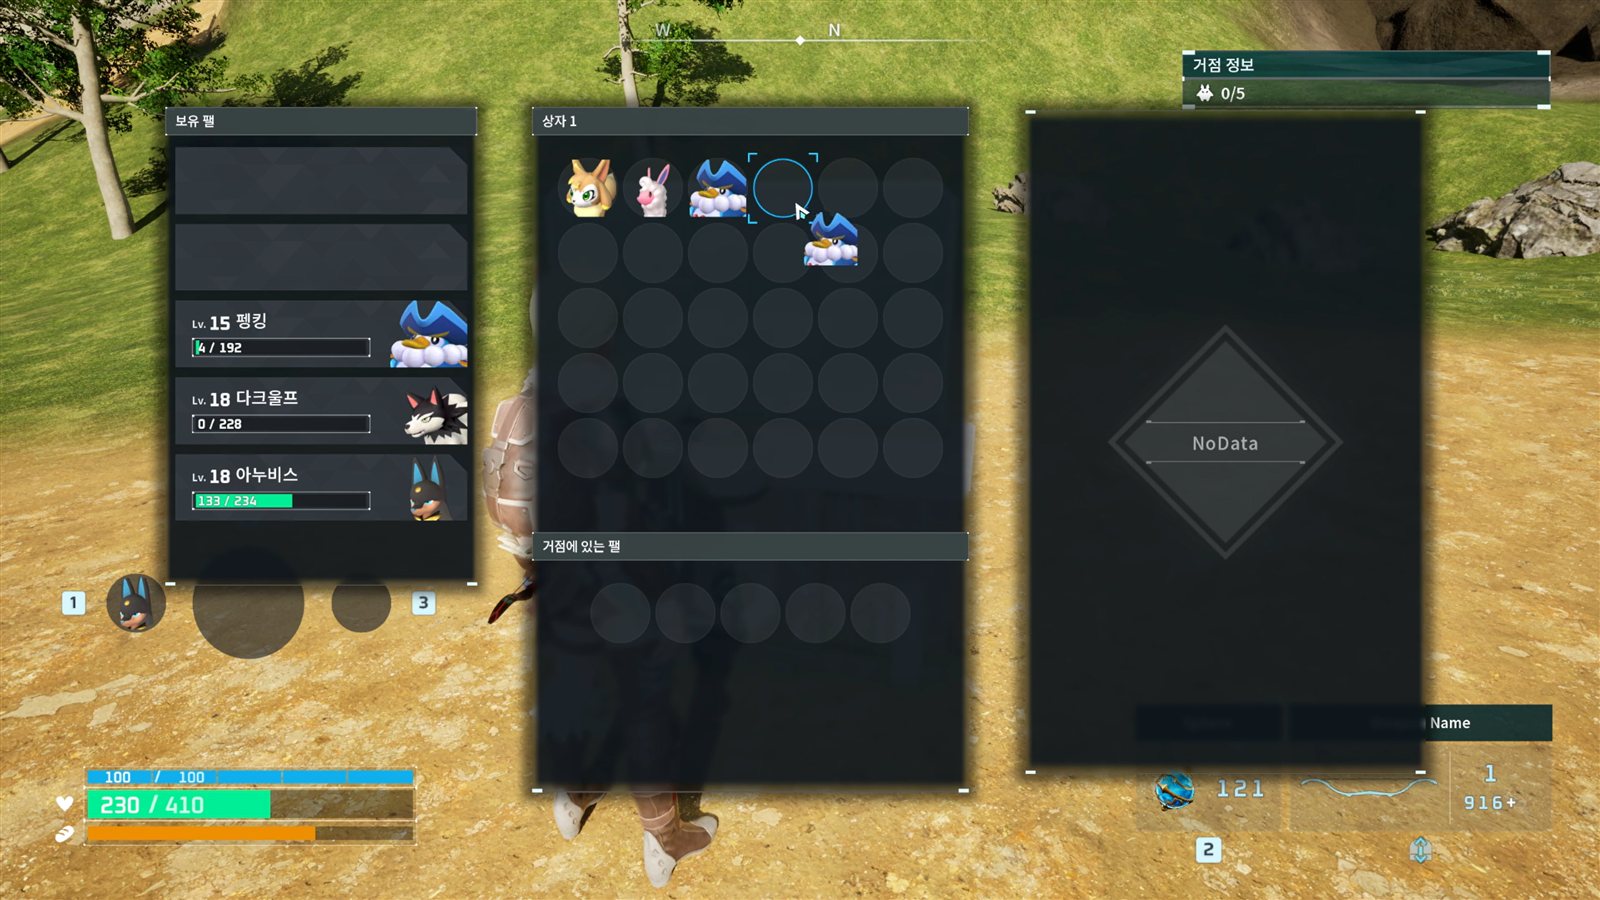 W N
거점 정보
0/5
보유 팰
Lv. 15 펭킹
4 / 192
Lv. 18 다크울프
0 / 228
Lv. 18 아누비스
133 / 234
1
3
상자 1
거점에 있는 팰
NoData
100 / 100
230 / 410
Name
121
1
916+
2